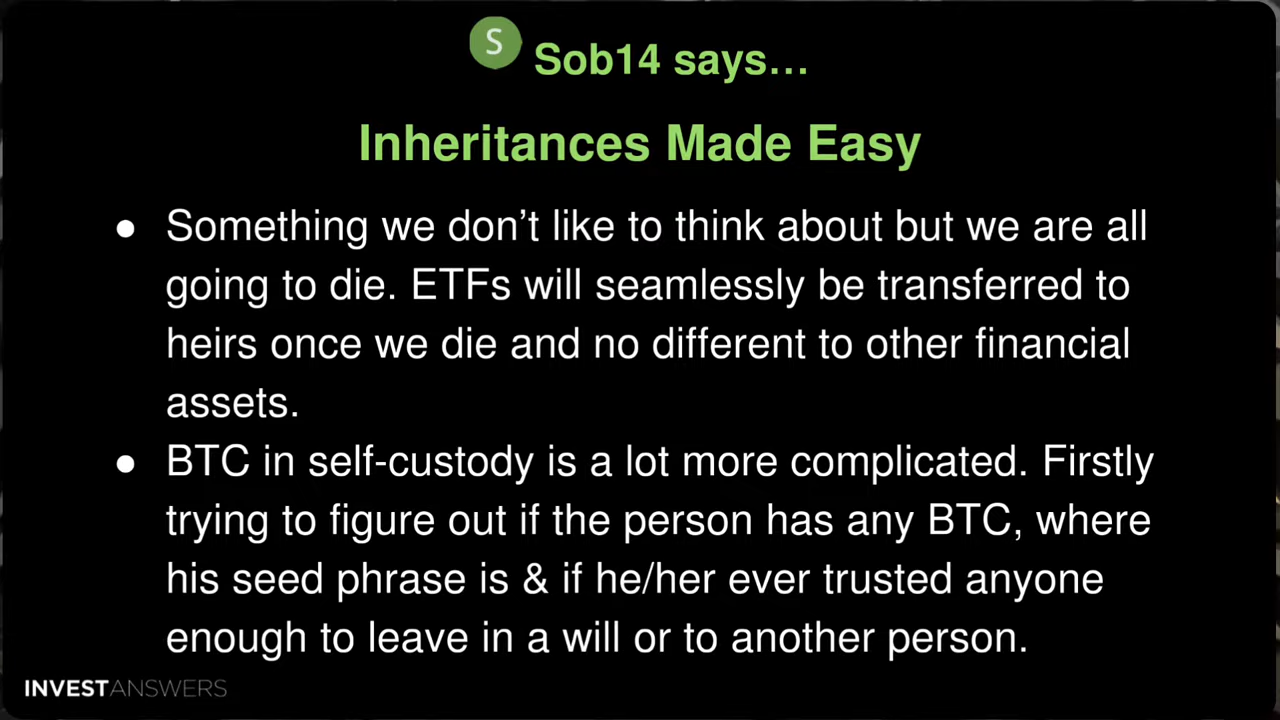 S
Sob14 says…
Inheritances Made Easy
● Something we don’t like to think about but we are all
going to die. ETFs will seamlessly be transferred to
heirs once we die and no different to other financial
assets.
● BTC in self-custody is a lot more complicated. Firstly
trying to figure out if the person has any BTC, where
his seed phrase is & if he/her ever trusted anyone
enough to leave in a will or to another person.
INVESTANSWERS